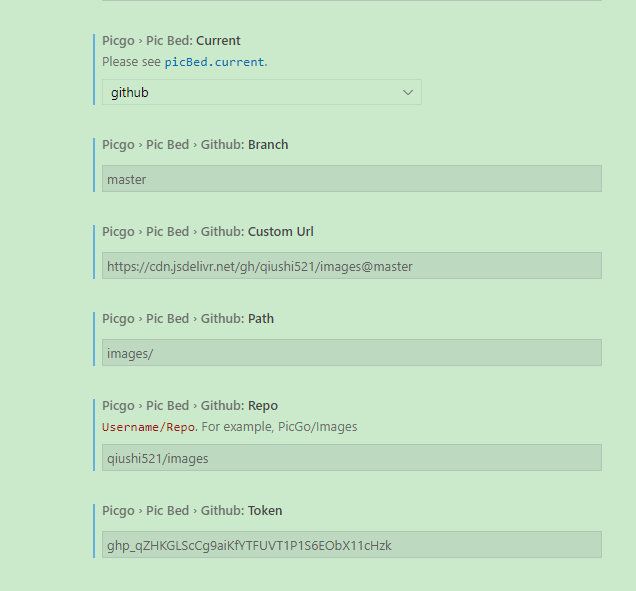 Picgo › Pic Bed: Current
Please see picBed.current.
github
Picgo › Pic Bed › Github: Branch
master
Picgo › Pic Bed › Github: Custom Url
https://cdn.jsdelivr.net/gh/qiushi521/images@master
Picgo › Pic Bed › Github: Path
images/
Picgo › Pic Bed › Github: Repo
Username/Repo. For example, PicGo/Images
qiushi521/images
Picgo › Pic Bed › Github: Token
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